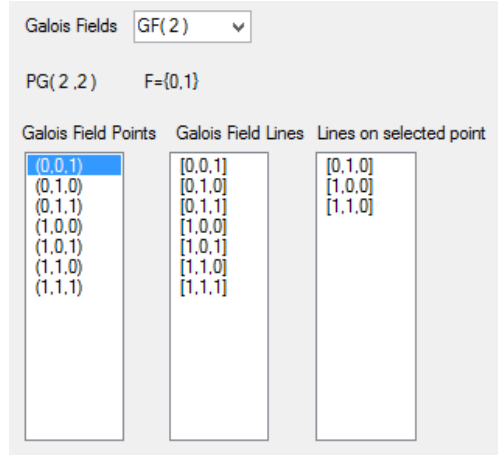 Galois Fields GF( 2 )
PG( 2 ,2 ) F={0,1}
Galois Field Points Galois Field Lines Lines on selected point
(0,0,1) [0,0,1] [0,1,0]
(0,1,0) [0,1,0] [1,0,0]
(0,1,1) [0,1,1] [1,1,0]
(1,0,0) [1,0,0]
(1,0,1) [1,0,1]
(1,1,0) [1,1,0]
(1,1,1) [1,1,1]